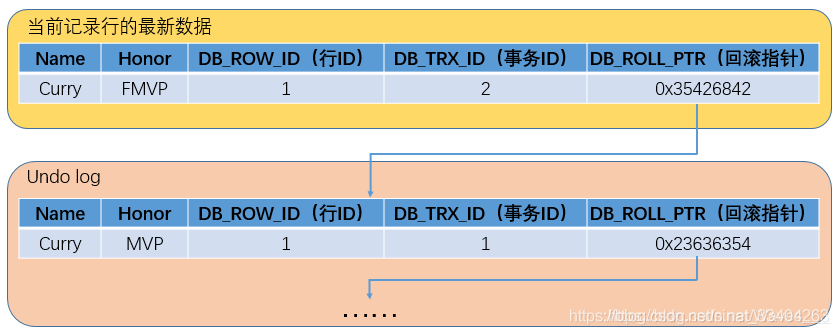 当前记录行的最新数据
Name Honor DB_ROW_ID（行ID） DB_TRX_ID（事务ID） DB_ROLL_PTR（回滚指针）
Curry FMVP 1 2 0x35426842
Undo log
Name Honor DB_ROW_ID（行ID） DB_TRX_ID（事务ID） DB_ROLL_PTR（回滚指针）
Curry MVP 1 1 0x23636354
……